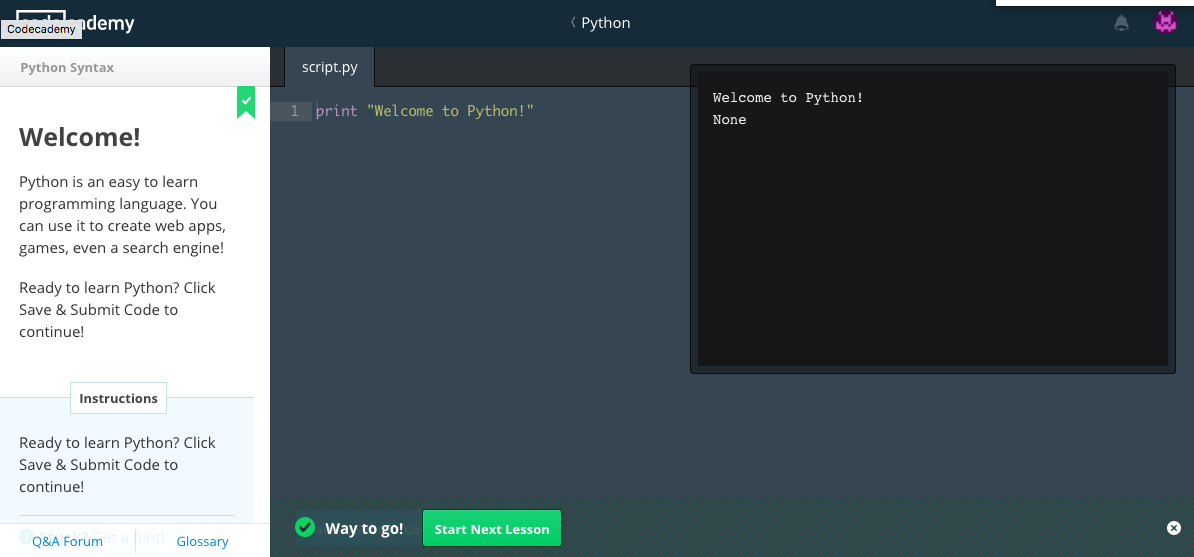 Codecademy
codecademy
Python
Python Syntax
script.py
Welcome!
Python is an easy to learn
programming language. You
can use it to create web apps,
games, even a search engine!
Ready to learn Python? Click
Save & Submit Code to
continue!
Instructions
Ready to learn Python? Click
Save & Submit Code to
continue!
Q&A Forum
Glossary
1 print "Welcome to Python!"
Welcome to Python!
None
Way to go!
Start Next Lesson